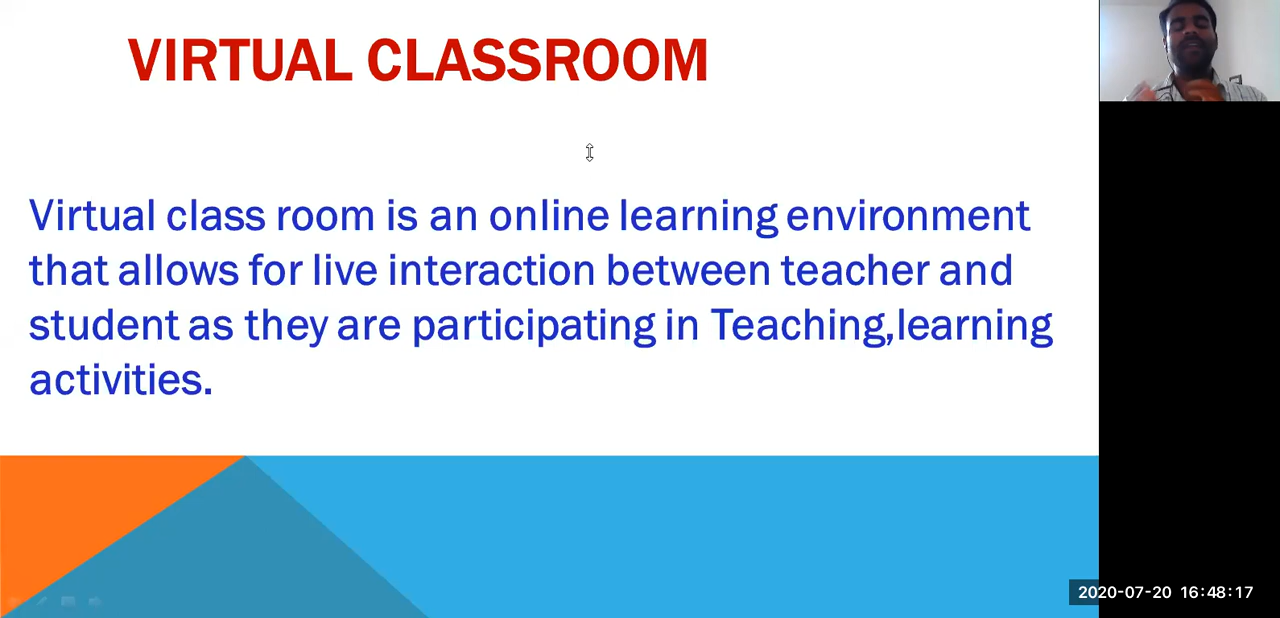 VIRTUAL CLASSROOM
Virtual class room is an online learning environment
that allows for live interaction between teacher and
student as they are participating in Teaching,learning
activities.
2020-07-20 16:48:17